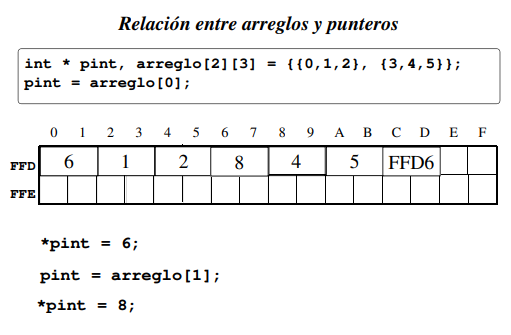 Relación entre arreglos y punteros
int * pint, arreglo[2][3] = {{0,1,2}, {3,4,5}};
pint = arreglo[0];
0 1 2 3 4 5 6 7 8 9 A B C D E F
FFD 6 1 2 8 4 5 FFD6
FFE
*pint = 6;
pint = arreglo[1];
*pint = 8;